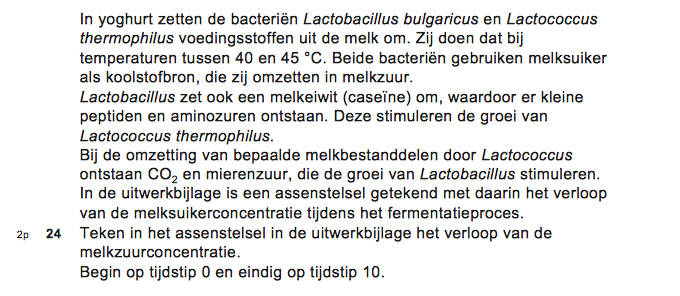 In yoghurt zetten de bacteriën Lactobacillus bulgaricus en Lactococcus
thermophilus voedingsstoffen uit de melk om. Zij doen dat bij
temperaturen tussen 40 en 45 °C. Beide bacteriën gebruiken melksuiker
als koolstofbron, die zij omzetten in melkzuur.
Lactobacillus zet ook een melkeiwit (caseïne) om, waardoor er kleine
peptiden en aminozuren ontstaan. Deze stimuleren de groei van
Lactococcus thermophilus.
Bij de omzetting van bepaalde melkbestanddelen door Lactococcus
ontstaan CO₂ en mierenzuur, die de groei van Lactobacillus stimuleren.
In de uitwerkbijlage is een assenstelsel getekend met daarin het verloop
van de melksuikerconcentratie tijdens het fermentatieproces.
2p 24 Teken in het assenstelsel in de uitwerkbijlage het verloop van de
melkzuurconcentratie.
Begin op tijdstip 0 en eindig op tijdstip 10.